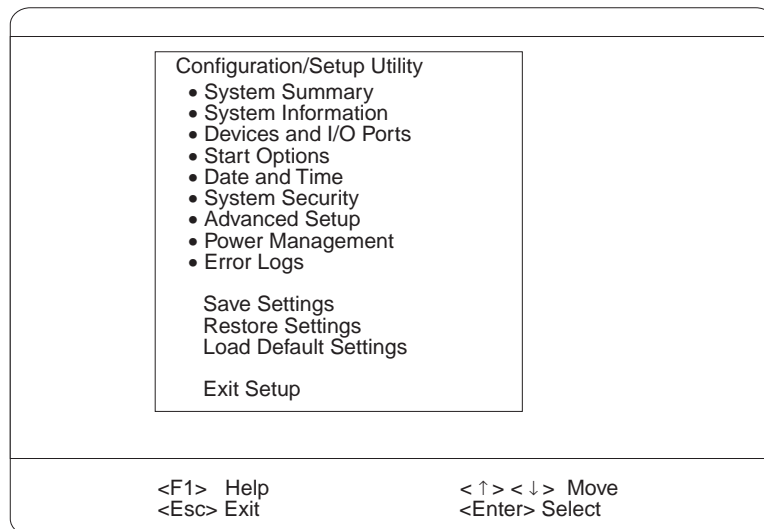 Configuration/Setup Utility
• System Summary
• System Information
• Devices and I/O Ports
• Start Options
• Date and Time
• System Security
• Advanced Setup
• Power Management
• Error Logs
Save Settings
Restore Settings
Load Default Settings
Exit Setup
<F1> Help <↑><↓> Move
<Esc> Exit <Enter> Select